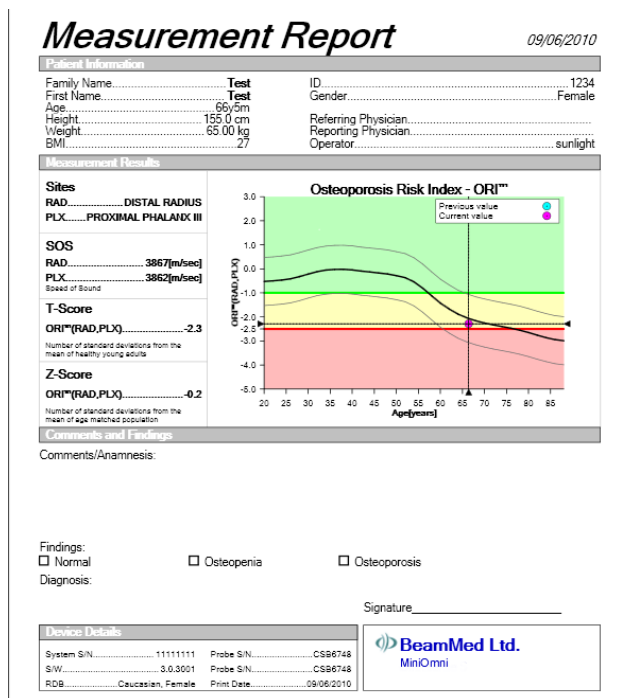 Measurement Report
09/06/2010
Patient Information
Family Name Test
First Name Test
Age 66y5m
Height 155.0 cm
Weight 65.00 kg
BMI 27
ID 1234
Gender Female
Referring Physician
Reporting Physician
Operator sunlight
Measurement Results
Sites
RAD DISTAL RADIUS
PLX PROXIMAL PHALANX III
SOS
RAD 3867[m/sec]
PLX 3862[m/sec]
Speed of Sound
T-Score
ORI™(RAD,PLX) -2.3
Number of standard deviations from the
mean of healthy young adults
Z-Score
ORI™(RAD,PLX) -0.2
Number of standard deviations from the
mean of age matched population
Osteoporosis Risk Index - ORI™
Previous value
Current value
ORI™(RAD,PLX)
3.0
2.0
1.0
0.0
-1.0
-2.0
-2.5
-3.0
-4.0
-5.0
20 25 30 35 40 45 50 55 60 65 70 75 80 85
Age[years]
Comments and Findings
Comments/Anamnesis:
Findings:
Normal Osteopenia Osteoporosis
Diagnosis:
Signature
Device Details
System S/N 11111111 Probe S/N CSB6748
S/W 3.0.3001 Probe S/N CSB6748
RDB Caucasian, Female Print Date 09/06/2010
BeamMed Ltd.
MiniOmni